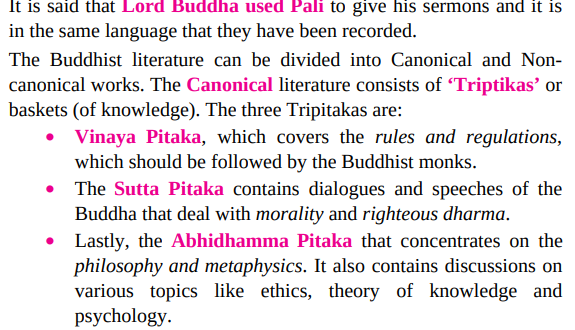 It is said that Lord Buddha used Pali to give his sermons and it is
in the same language that they have been recorded.
The Buddhist literature can be divided into Canonical and Non-
canonical works. The Canonical literature consists of ‘Triptikas’ or
baskets (of knowledge). The three Tripitakas are:
• Vinaya Pitaka, which covers the rules and regulations,
which should be followed by the Buddhist monks.
• The Sutta Pitaka contains dialogues and speeches of the
Buddha that deal with morality and righteous dharma.
• Lastly, the Abhidhamma Pitaka that concentrates on the
philosophy and metaphysics. It also contains discussions on
various topics like ethics, theory of knowledge and
psychology.